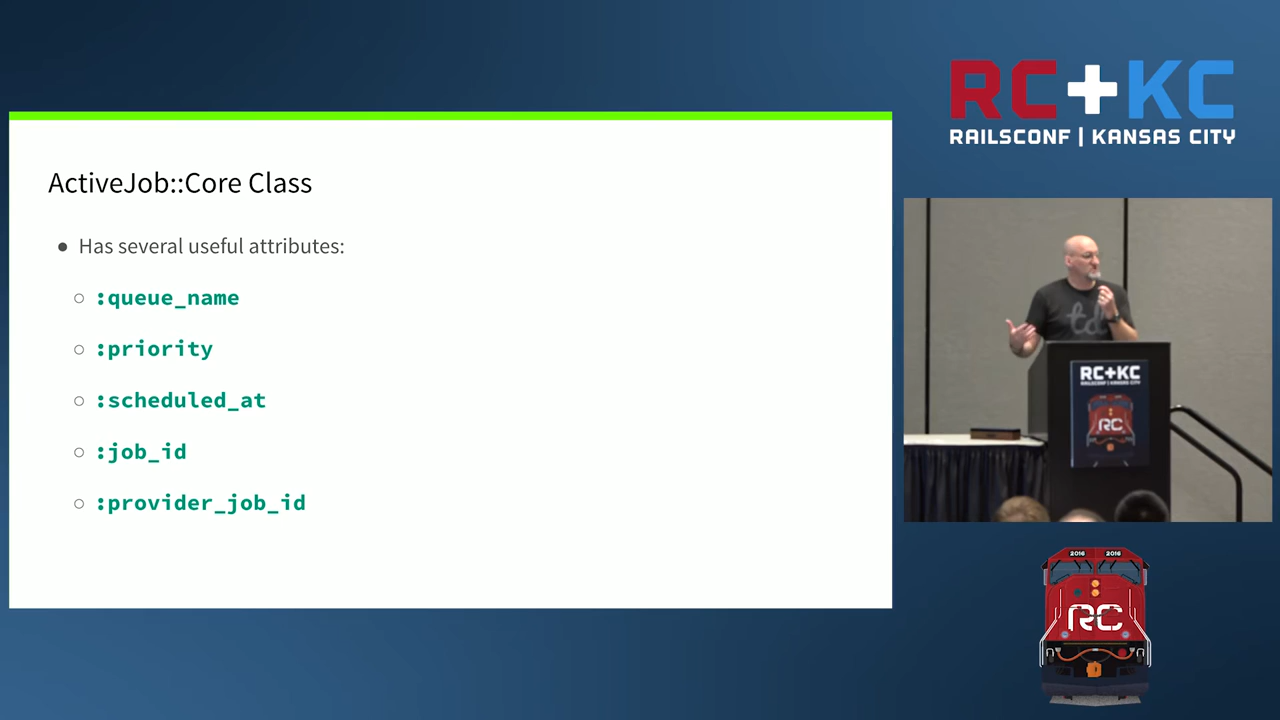 RC+KC
RAILSCONF | KANSAS CITY
ActiveJob::Core Class
● Has several useful attributes:
○ :queue_name
○ :priority
○ :scheduled_at
○ :job_id
○ :provider_job_id
td
RC+KC
RAILSCONF | KANSAS CITY
RC
2016 2016
RC